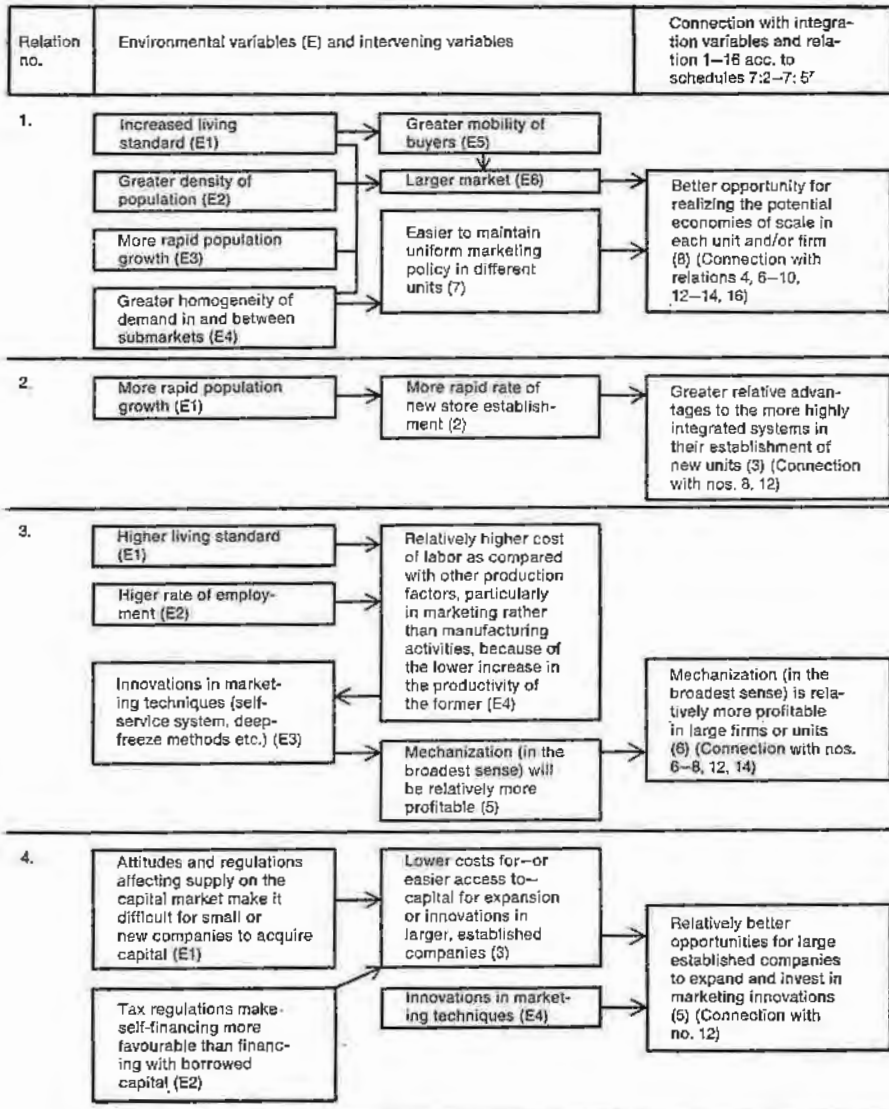 Relation
no.
Environmental variables (E) and intervening variables
Connection with integra-
tion variables and rela-
tion 1–16 acc. to
schedules 7:2–7: 5
1.
Increased living
standard (E1)
Greater density of
population (E2)
More rapid population
growth (E3)
Greater homogeneity of
demand in and between
submarkets (E4)
Greater mobility of
buyers (E5)
Larger market (E6)
Easier to maintain
uniform marketing
policy in different
units (7)
Better opportunity for
realizing the potential
economies of scale in
each unit and/or firm
(8) (Connection with
relations 4, 6–10,
12–14, 16)
2.
More rapid population
growth (E1)
More rapid rate of
new store establish-
ment (2)
Greater relative advan-
tages to the more highly
integrated systems in
their establishment of
new units (3) (Connection
with nos. 8, 12)
3.
Higher living standard
(E1)
Higer rate of employ-
ment (E2)
Innovations in market-
ing techniques (self-
service system, deep-
freeze methods etc.) (E3)
Relatively higher cost
of labor as compared
with other production
factors, particularly
in marketing rather
than manufacturing
activities, because of
the lower increase in
the productivity of
the former (E4)
Mechanization (in the
broadest sense) will
be relatively more
profitable (5)
Mechanization (in the
broadest sense) is rela-
tively more profitable
in large firms or units
(6) (Connection with nos.
6–8, 12, 14)
4.
Attitudes and regulations
affecting supply on the
capital market make it
difficult for small or
new companies to acquire
capital (E1)
Tax regulations make
self-financing more
favourable than financ-
ing with borrowed
capital (E2)
Lower costs for—or
easier access to—
capital for expansion
or innovations in
larger, established
companies (3)
Innovations in market-
ing techniques (E4)
Relatively better
opportunities for large
established companies
to expand and invest in
marketing innovations
(5) (Connection with
no. 12)